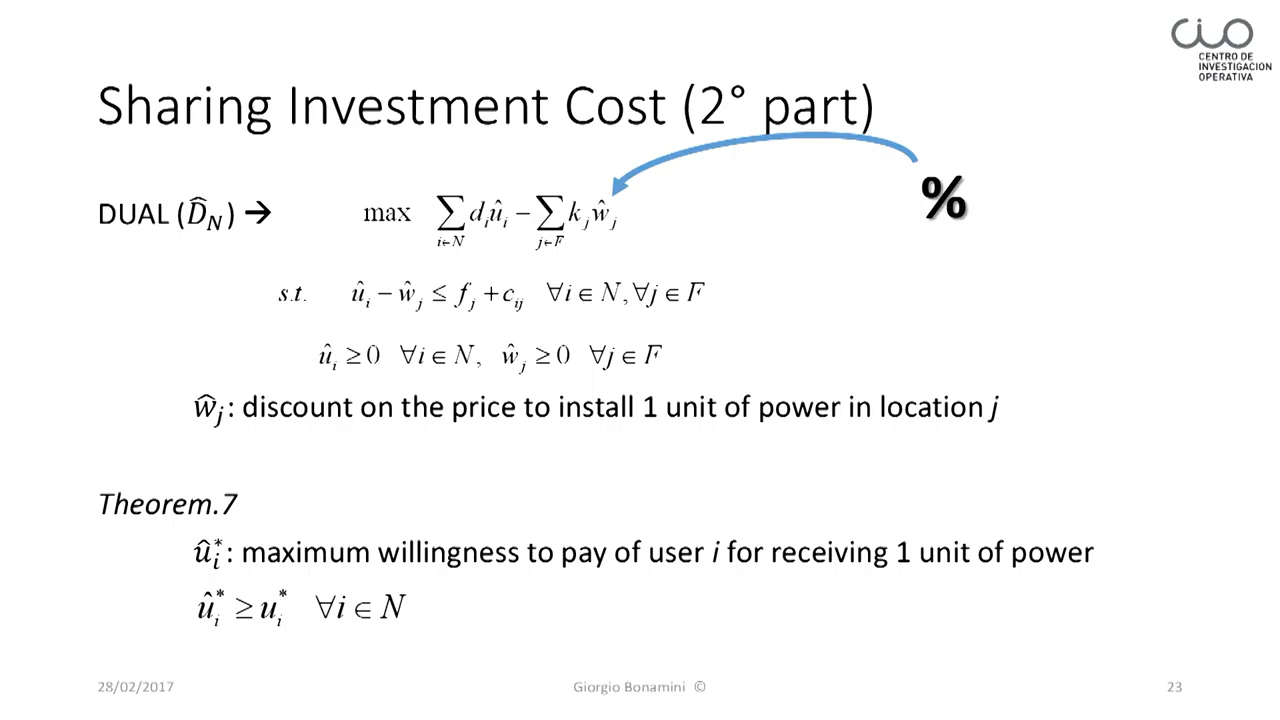 CIO
CENTRO DE
INVESTIGACION
OPERATIVA
Sharing Investment Cost (2° part)
%
DUAL (D̂_N) → max ∑_{i∈N} d_i û_i − ∑_{j∈F} k_j ŵ_j
s.t. û_i − ŵ_j ≤ f_j + c_ij ∀i ∈ N, ∀j ∈ F
û_i ≥ 0 ∀i ∈ N, ŵ_j ≥ 0 ∀j ∈ F
ŵ_j: discount on the price to install 1 unit of power in location j
Theorem.7
û_i^*: maximum willingness to pay of user i for receiving 1 unit of power
û_i^* ≥ u_i^* ∀i ∈ N
28/02/2017 Giorgio Bonamini © 23